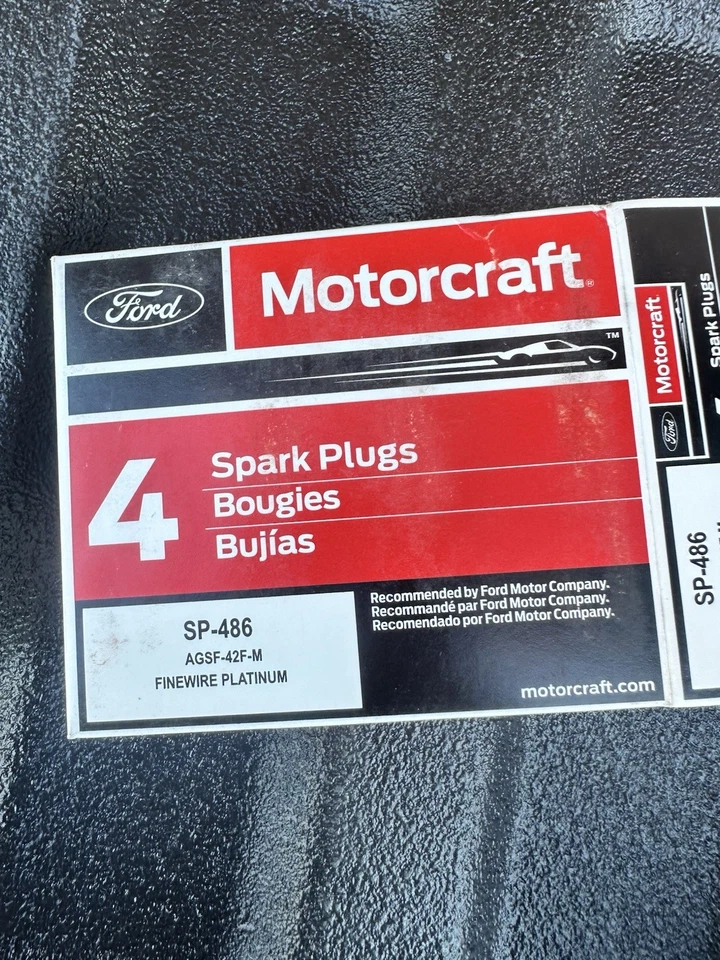 Ford
Motorcraft®
TM
4
Spark Plugs
Bougies
Bujías
Recommended by Ford Motor Company.
Recommandé par Ford Motor Company.
Recomendado por Ford Motor Company.
SP-486
AGSF-42F-M
FINEWIRE PLATINUM
motorcraft.com
Motorcraft
Ford
Spark Plugs
SP-486